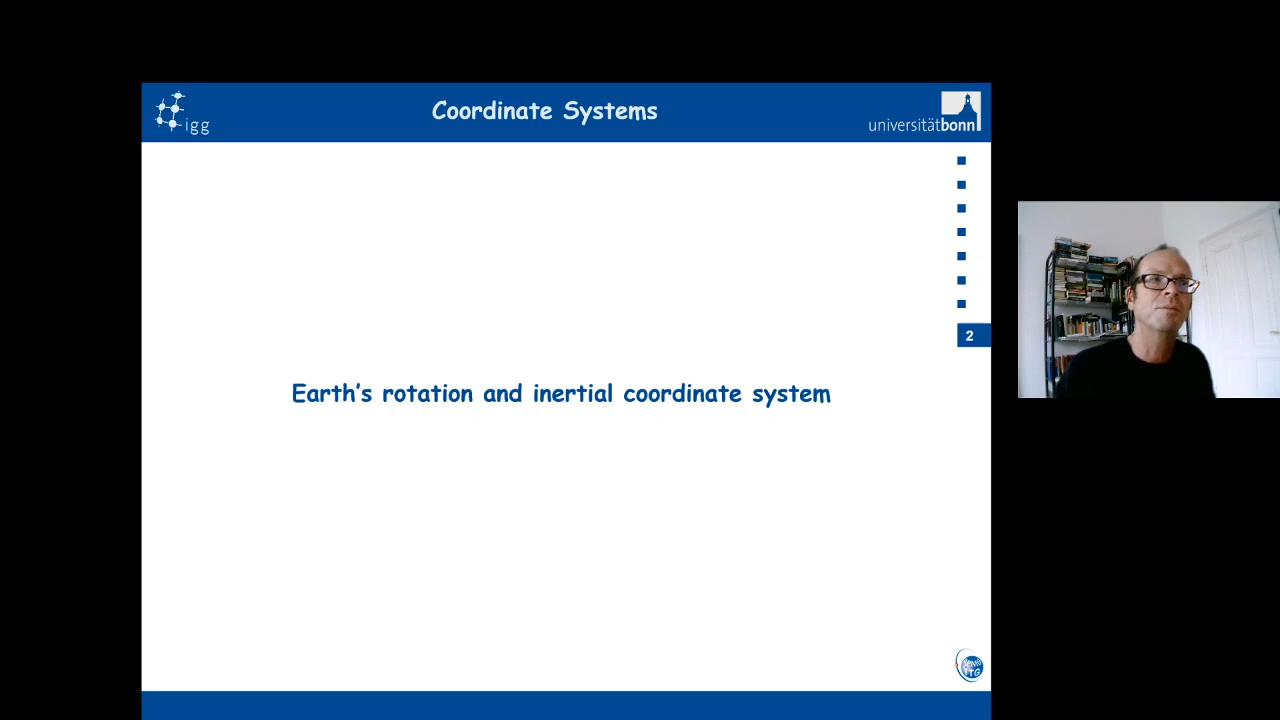 Coordinate Systems
igg
universitätbonn
2
Earth's rotation and inertial coordinate system